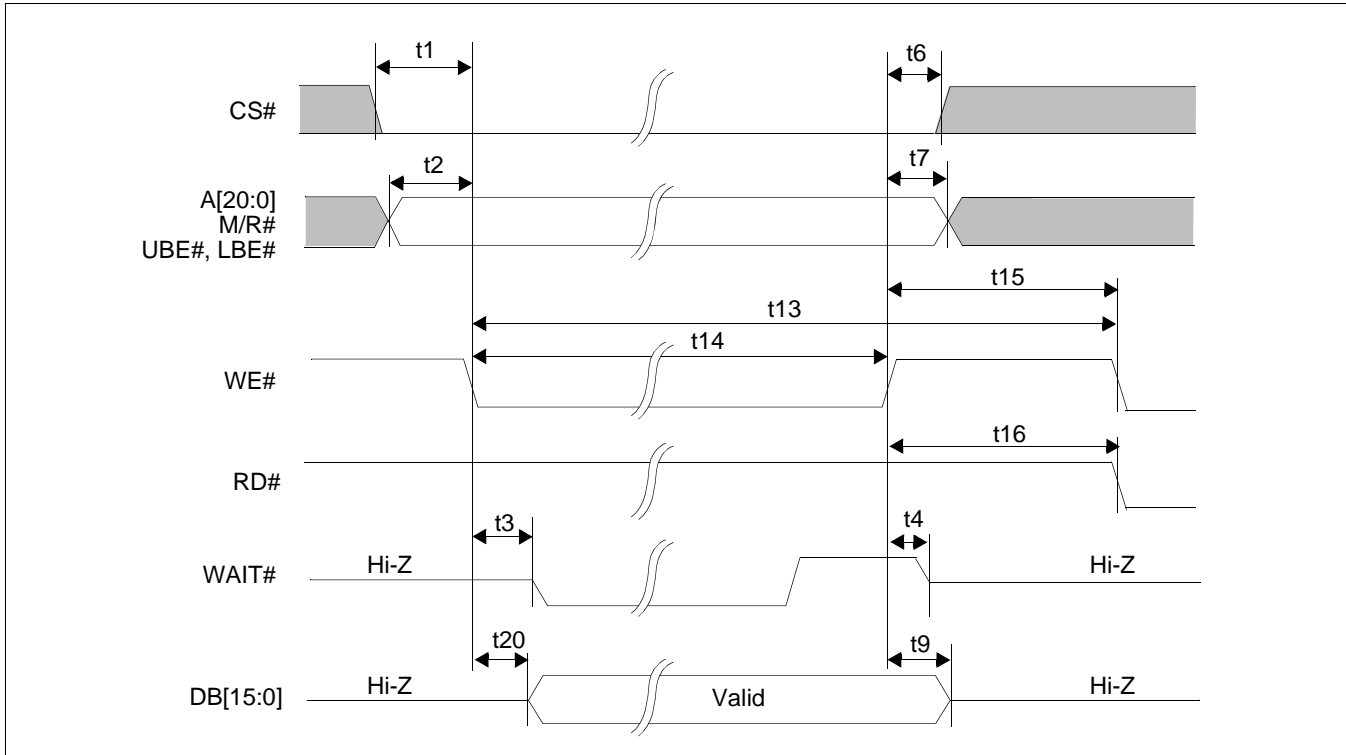 t1
t6
CS#
t2
t7
A[20:0]
M/R#
UBE#, LBE#
t15
t13
t14
WE#
t16
RD#
t3
t4
Hi-Z
Hi-Z
WAIT#
t20
t9
Hi-Z
Valid
Hi-Z
DB[15:0]